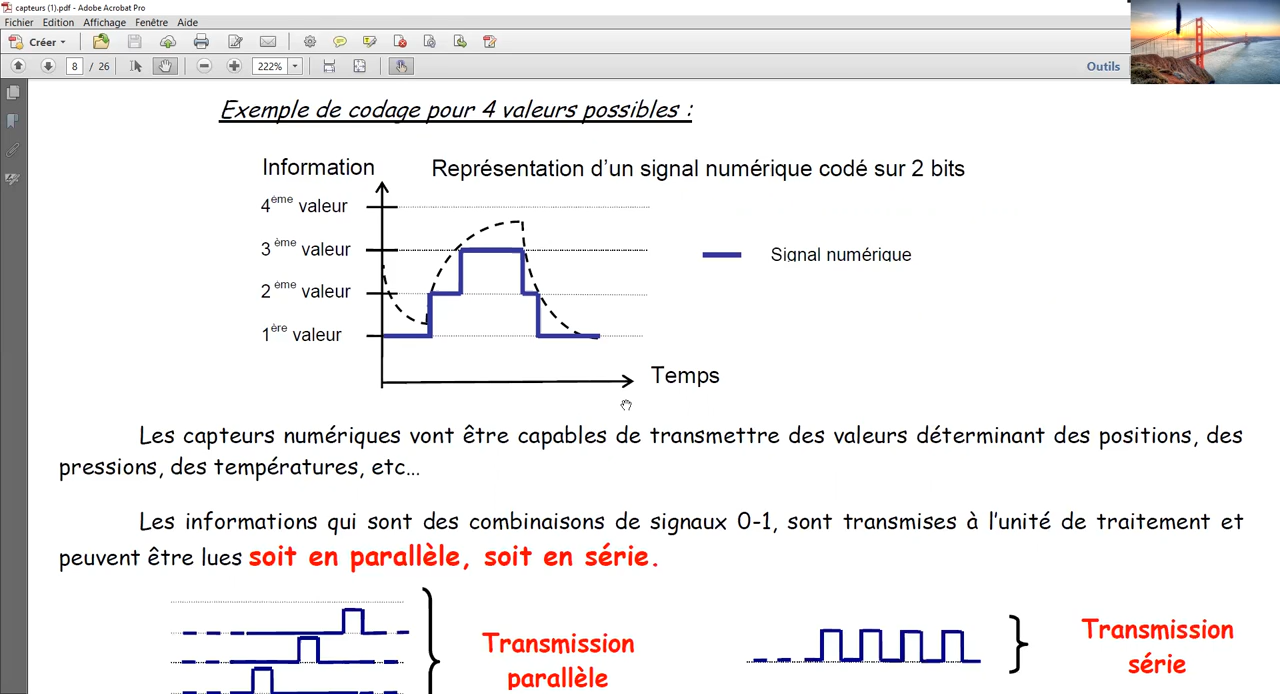 capteurs (1).pdf - Adobe Acrobat Pro
Fichier Edition Affichage Fenêtre Aide
Créer
8 / 26 222% Outils
Exemple de codage pour 4 valeurs possibles :
Information Représentation d'un signal numérique codé sur 2 bits
4ème valeur
3 ème valeur
Signal numérique
2 ème valeur
1ère valeur
Temps
Les capteurs numériques vont être capables de transmettre des valeurs déterminant des positions, des
pressions, des températures, etc…
Les informations qui sont des combinaisons de signaux 0-1, sont transmises à l'unité de traitement et
peuvent être lues soit en parallèle, soit en série.
Transmission
parallèle
Transmission
série